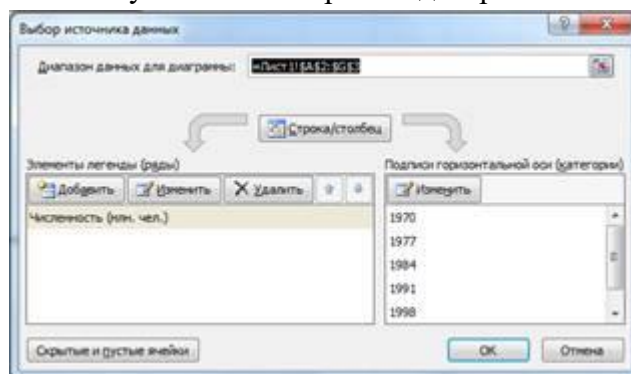 Выбор источника данных
Диапазон данных для диаграммы: =Лист1!$A$2:$G$3
Строка/столбец
Элементы легенды (ряды)
Подписи горизонтальной оси (категории)
Добавить Изменить Удалить
Изменить
Численность (млн. чел.)
1970
1977
1984
1991
1998
Скрытые и пустые ячейки
ОК Отмена